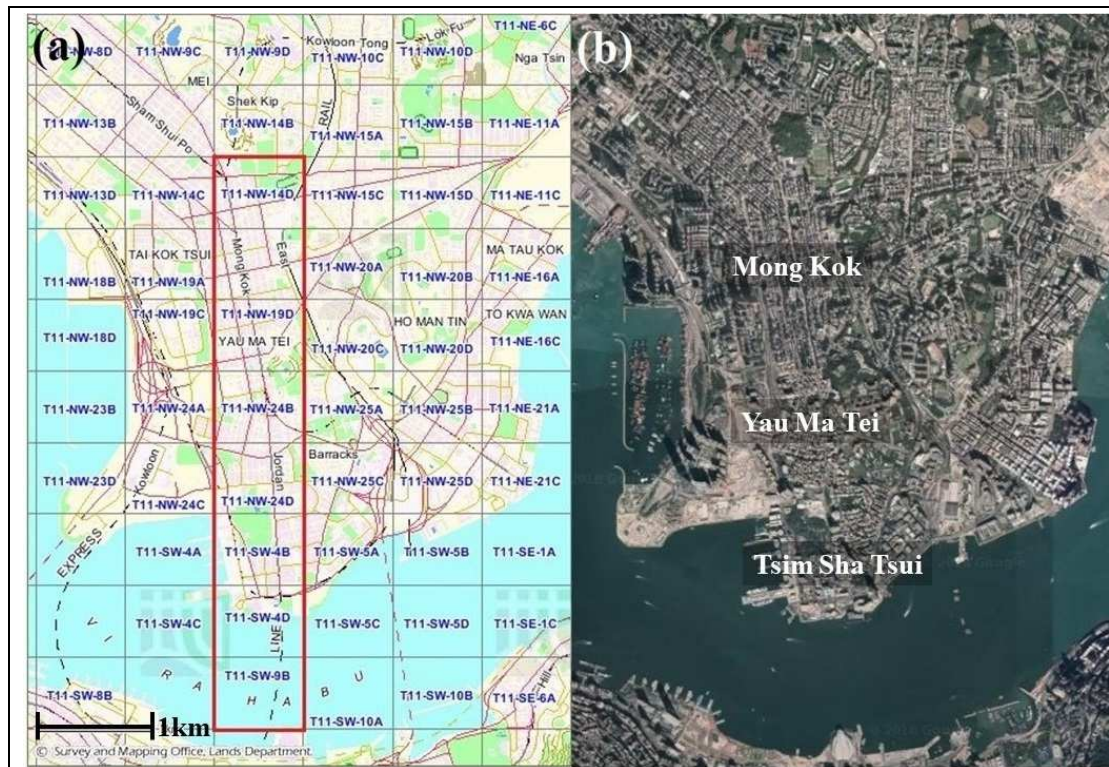 (a)
T11-NW-8D T11-NW-9C T11-NW-9D Kowloon Tong T11-NW-10C Lok Fu T11-NW-10D T11-NE-6C
Nga Tsin
MEI
Shek Kip
RAIL
Sham Shui Po
T11-NW-13B T11-NW-14B T11-NW-15A T11-NW-15B T11-NE-11A
T11-NW-13D T11-NW-14C T11-NW-14D T11-NW-15C T11-NW-15D T11-NE-11C
TAI KOK TSUI Mong Kok East MA TAU KOK
T11-NW-18B T11-NW-19A T11-NW-20A T11-NW-20B T11-NE-16A
T11-NW-19C T11-NW-19D HO MAN TIN TO KWA WAN
T11-NW-18D YAU MA TEI T11-NW-20C T11-NW-20D T11-NE-16C
T11-NW-23B T11-NW-24A T11-NW-24B T11-NW-25A T11-NW-25B T11-NE-21A
Kowloon Jordan Barracks
T11-NW-23D T11-NW-24C T11-NW-24D T11-NW-25C T11-NW-25D T11-NE-21C
EXPRESS
T11-SW-4A T11-SW-4B T11-SW-5A T11-SW-5B T11-SE-1A
T11-SW-4C T11-SW-4D T11-SW-5C T11-SW-5D T11-SE-1C
LINE
VI R A H A B U
T11-SW-8B T11-SW-9B T11-SW-10A T11-SW-10B T11-SE-6A
Hill
1km
© Survey and Mapping Office, Lands Department
(b)
Mong Kok
Yau Ma Tei
Tsim Sha Tsui